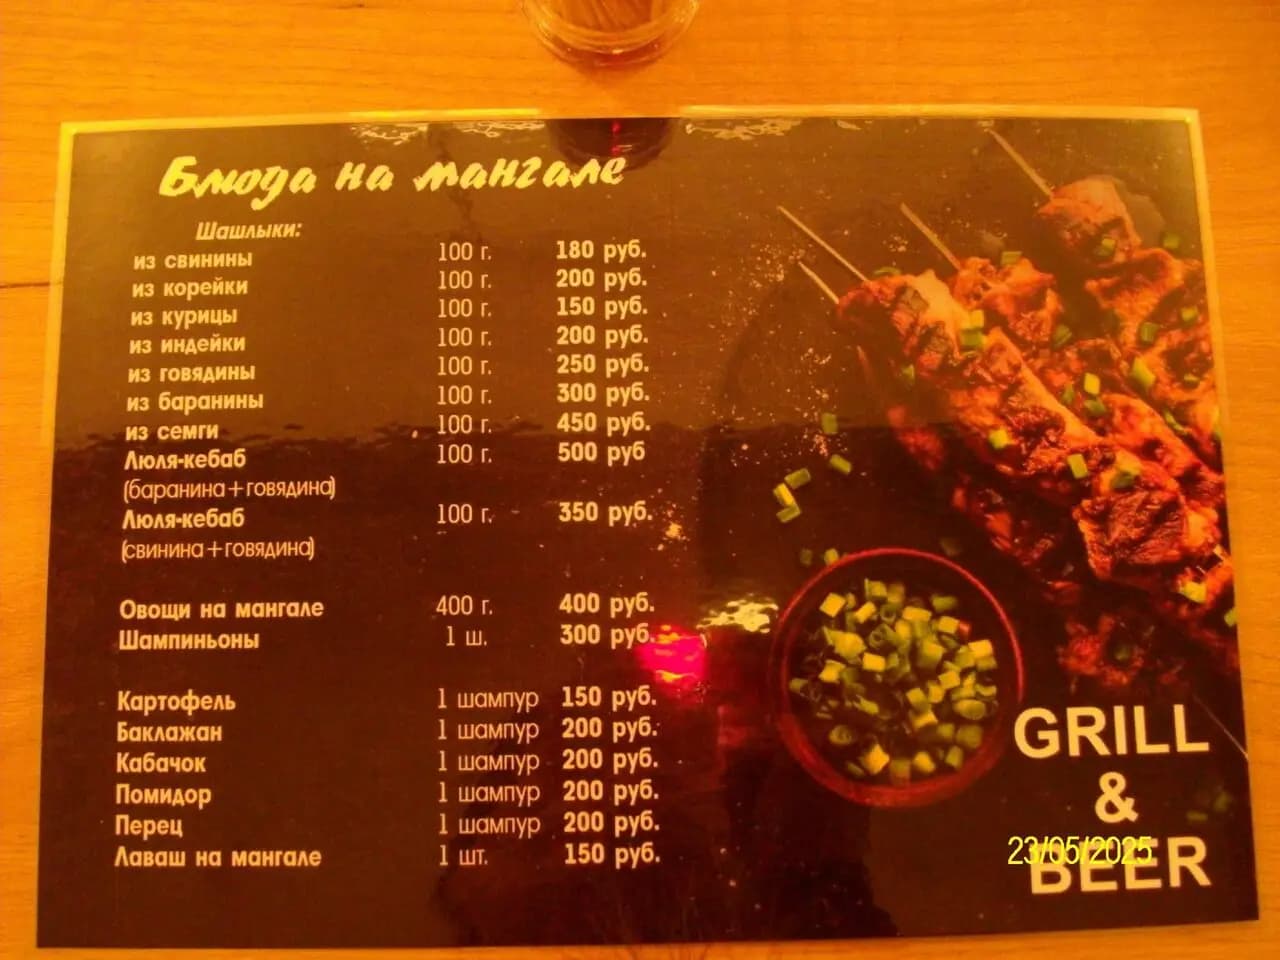 Блюда на мангале
Шашлыки:
из свинины 100 г. 180 руб.
из корейки 100 г. 200 руб.
из курицы 100 г. 150 руб.
из индейки 100 г. 200 руб.
из говядины 100 г. 250 руб.
из баранины 100 г. 300 руб.
из семги 100 г. 450 руб.
Люля-кебаб 100 г. 500 руб
(баранина+говядина)
Люля-кебаб 100 г. 350 руб.
(свинина+говядина)
Овощи на мангале 400 г. 400 руб.
Шампиньоны 1 ш. 300 руб.
Картофель 1 шампур 150 руб.
Баклажан 1 шампур 200 руб.
Кабачок 1 шампур 200 руб.
Помидор 1 шампур 200 руб.
Перец 1 шампур 200 руб.
Лаваш на мангале 1 шт. 150 руб.
GRILL
&
BEER
23/05/2025